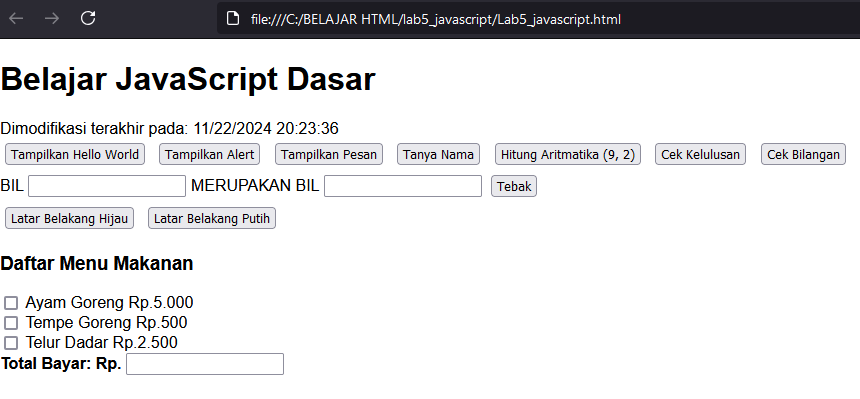 file:///C:/BELAJAR HTML/lab5_javascript/Lab5_javascript.html
Belajar JavaScript Dasar
Dimodifikasi terakhir pada: 11/22/2024 20:23:36
Tampilkan Hello World Tampilkan Alert Tampilkan Pesan Tanya Nama Hitung Aritmatika (9, 2) Cek Kelulusan Cek Bilangan
BIL MERUPAKAN BIL Tebak
Latar Belakang Hijau Latar Belakang Putih
Daftar Menu Makanan
Ayam Goreng Rp.5.000
Tempe Goreng Rp.500
Telur Dadar Rp.2.500
Total Bayar: Rp.